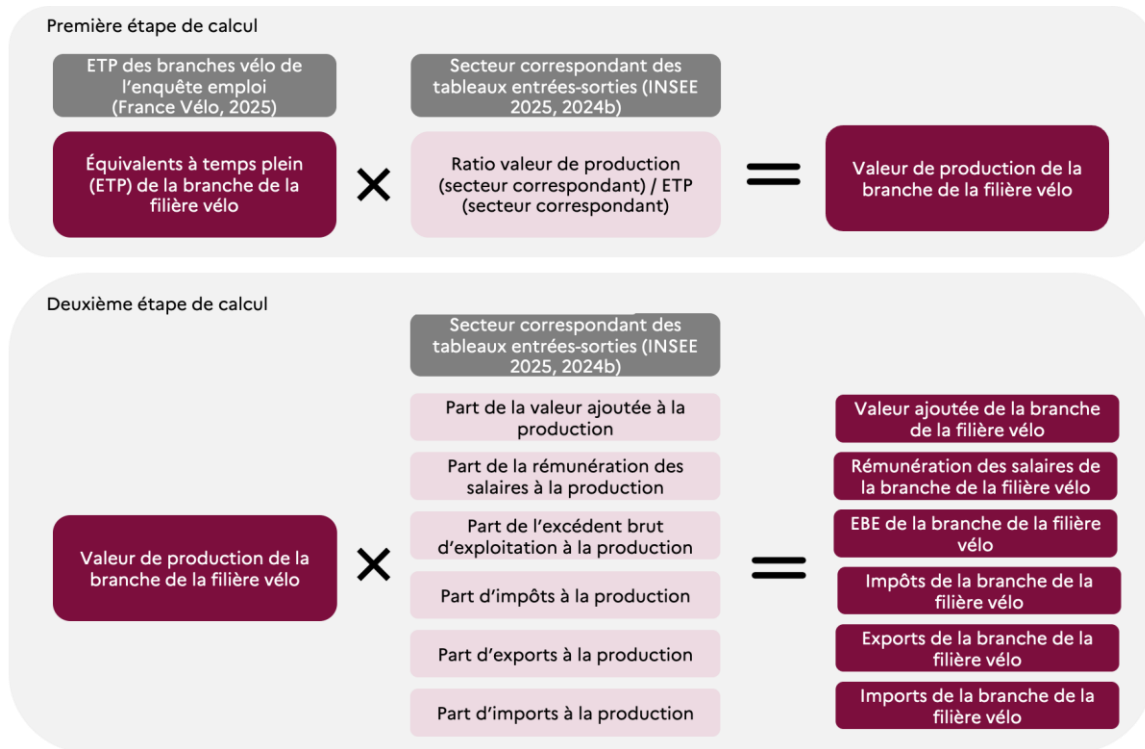 Première étape de calcul
ETP des branches vélo de
l'enquête emploi
(France Vélo, 2025)
Secteur correspondant des
tableaux entrées-sorties (INSEE
2025, 2024b)
Équivalents à temps plein
(ETP) de la branche de la
filière vélo
×
Ratio valeur de production
(secteur correspondant) / ETP
(secteur correspondant)
=
Valeur de production de la
branche de la filière vélo
Deuxième étape de calcul
Secteur correspondant des
tableaux entrées-sorties (INSEE
2025, 2024b)
Valeur de production de la
branche de la filière vélo
×
Part de la valeur ajoutée à la
production
Part de la rémunération des
salaires à la production
Part de l'excédent brut
d'exploitation à la production
Part d'impôts à la production
Part d'exports à la production
Part d'imports à la production
=
Valeur ajoutée de la branche
de la filière vélo
Rémunération des salaires de
la branche de la filière vélo
EBE de la branche de la filière
vélo
Impôts de la branche de la
filière vélo
Exports de la branche de la
filière vélo
Imports de la branche de la
filière vélo